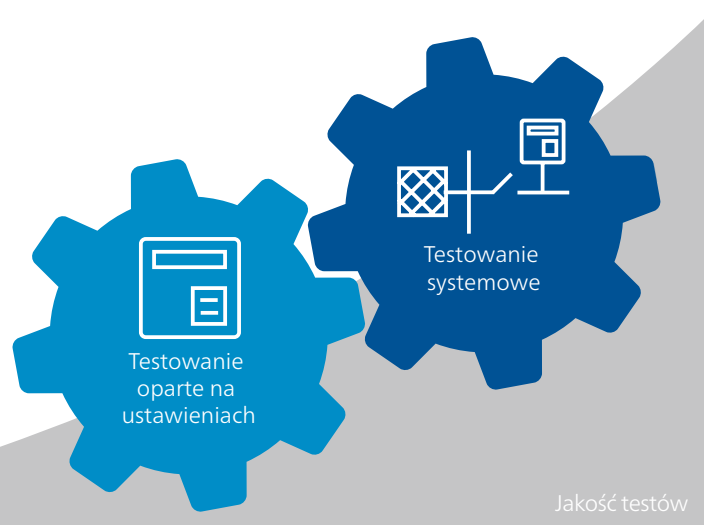 Testowanie
systemowe
Testowanie
oparte na
ustawieniach
Jakość testów